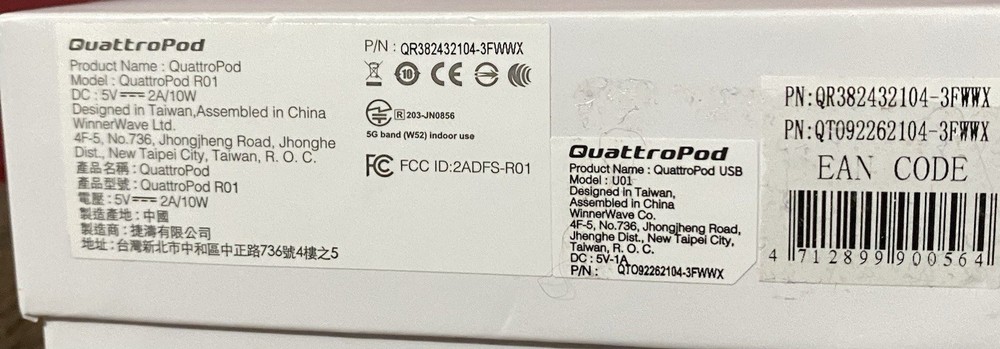 QuattroPod
Product Name : QuattroPod
Model : QuattroPod R01
DC : 5V 2A/10W
Designed in Taiwan,Assembled in China
WinnerWave Ltd.
4F-5, No.736, Jhongjheng Road, Jhonghe
Dist., New Taipei City, Taiwan, R. O. C.
產品名稱 : QuattroPod
產品型號 : QuattroPod R01
電壓 : 5V 2A/10W
製造產地 : 中國
製造商 : 捷濤有限公司
地址 : 台灣新北市中和區中正路736號4樓之5
P/N : QR382432104-3FWWX
10 CE
R 203-JN0856
5G band (W52) indoor use
FC FCC ID:2ADFS-R01
QuattroPod
Product Name : QuattroPod USB
Model : U01
Designed in Taiwan,
Assembled in China
WinnerWave Co.
4F-5, No.736, Jhongjheng Road,
Jhenghe Dist., New Taipei City,
Taiwan, R. O. C.
DC : 5V-1A
P/N : QT092262104-3FWWX
PN:QR382432104-3FWWX
PN:QT092262104-3FWWX
EAN CODE
4 712899 900564